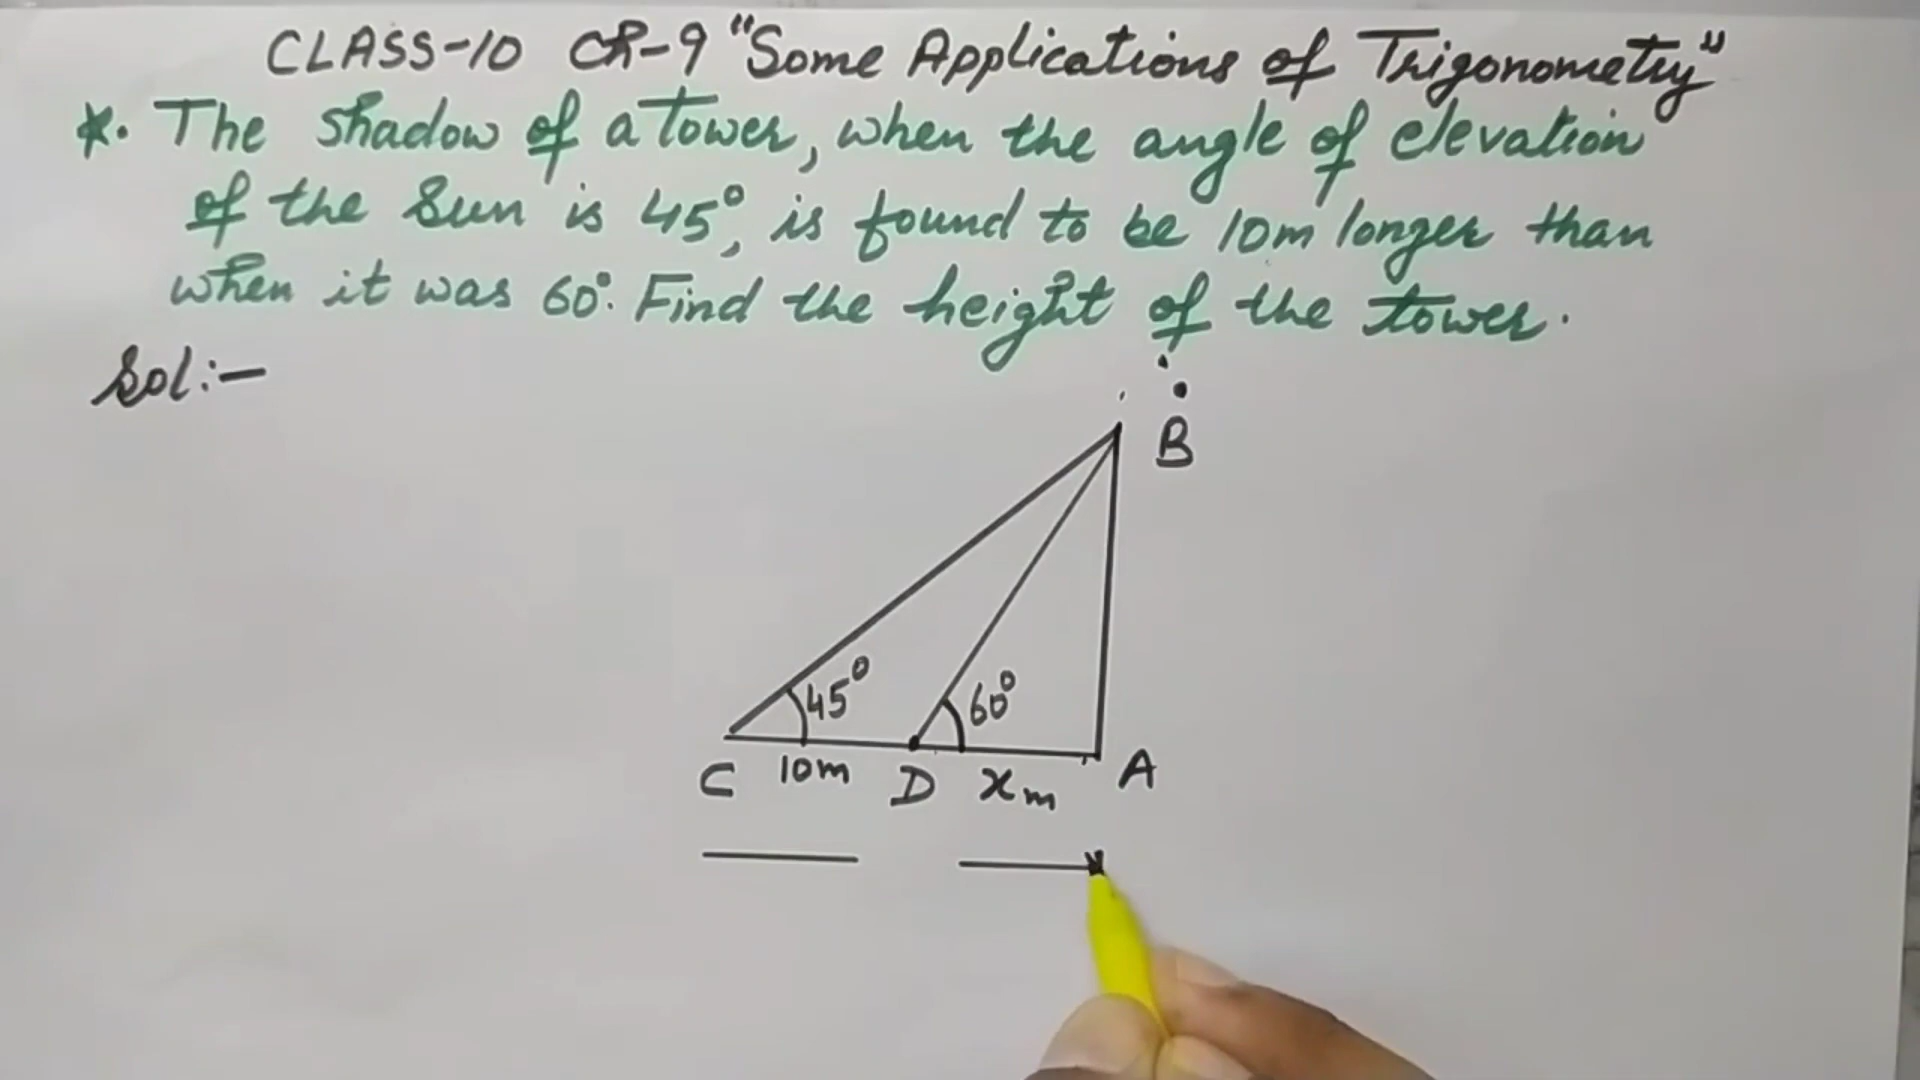 CLASS-10 CH-9 "Some Applications of Trigonometry"
*. The shadow of a Tower, when the angle of elevation
of the Sun is 45°, is found to be 10m longer than
when it was 60°. Find the height of the tower.
Sol:-
B
45°
60°
C 10m D xm A